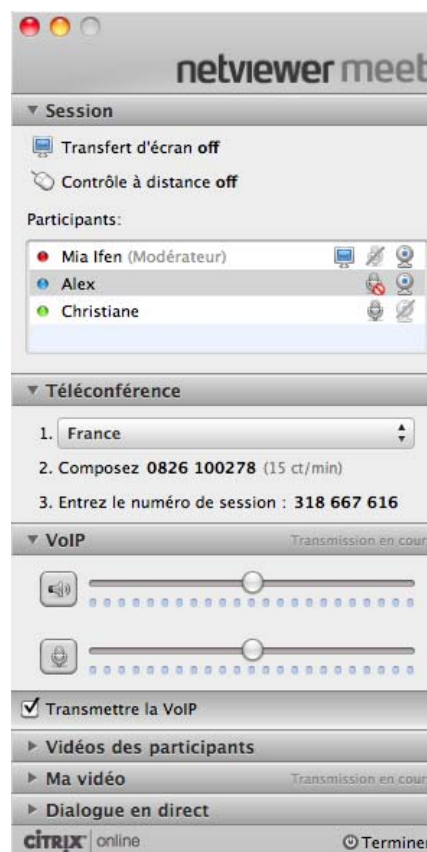 netviewer meet
Session
Transfert d'écran off
Contrôle à distance off
Participants:
Mia Ifen (Modérateur)
Alex
Christiane
Téléconférence
1. France
2. Composez 0826 100278 (15 ct/min)
3. Entrez le numéro de session : 318 667 616
VoIP Transmission en cour
Transmettre la VoIP
Vidéos des participants
Ma vidéo Transmission en cour
Dialogue en direct
CITRIX online Terminer